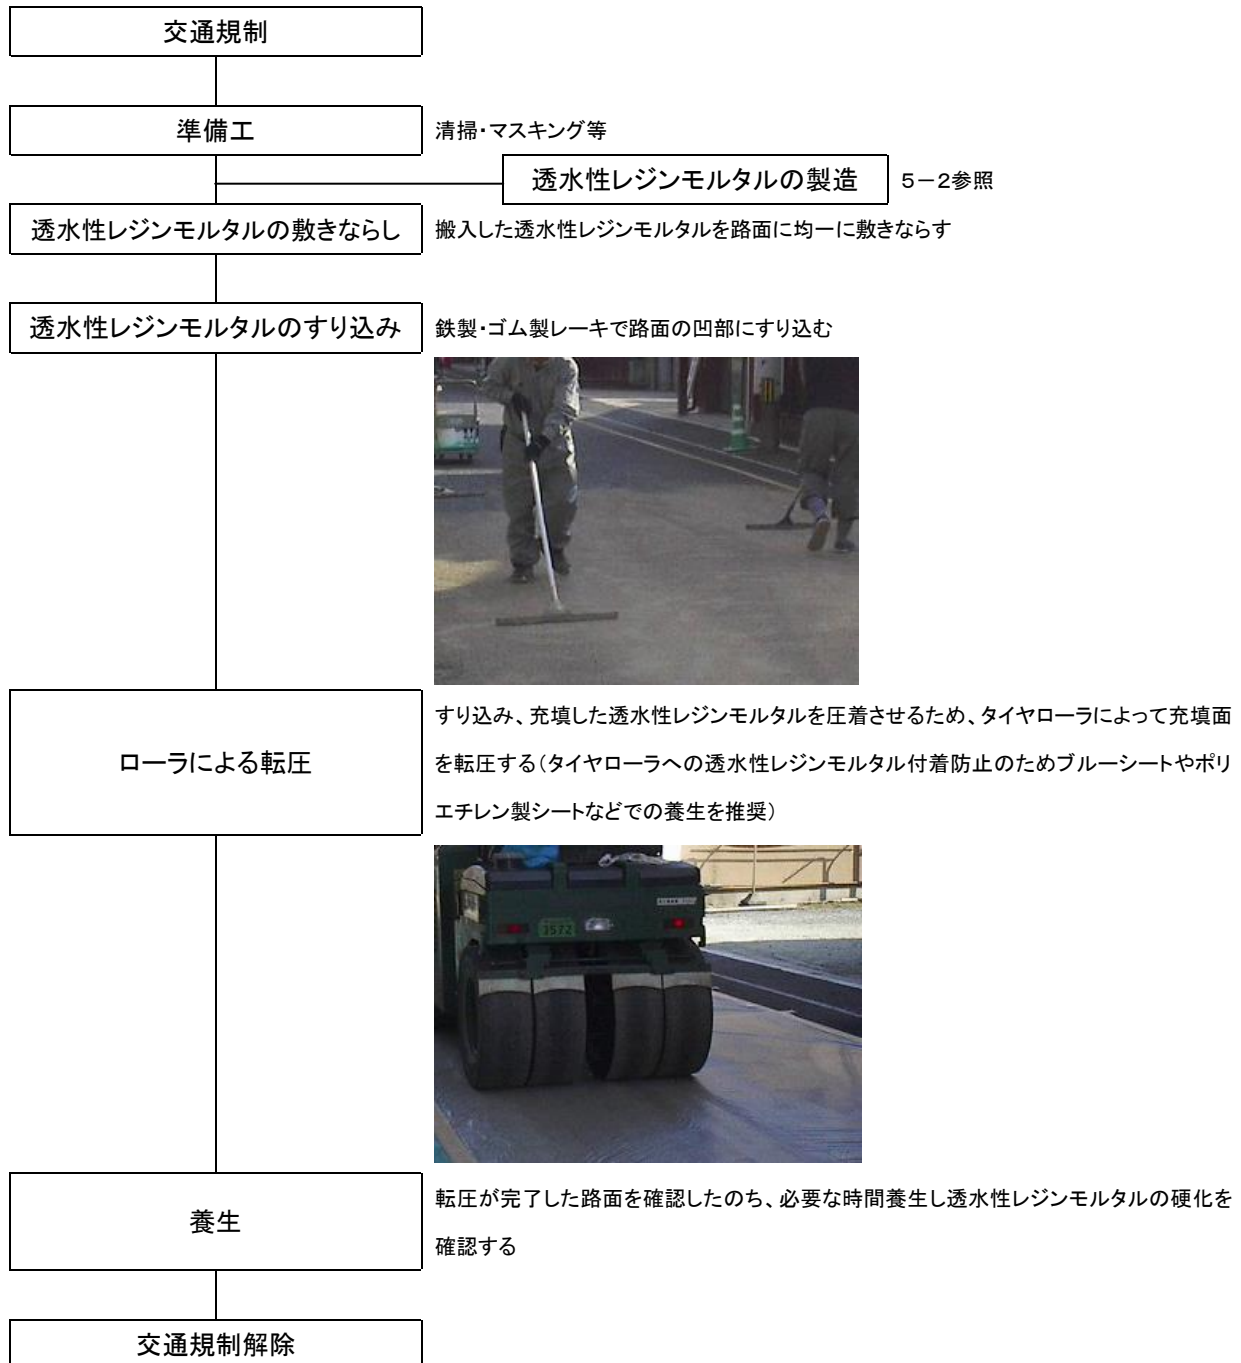 交通規制
準備工
清掃・マスキング等
透水性レジンモルタルの製造
５－２参照
透水性レジンモルタルの敷きならし
搬入した透水性レジンモルタルを路面に均一に敷きならす
透水性レジンモルタルのすり込み
鉄製・ゴム製レーキで路面の凹部にすり込む
ローラによる転圧
すり込み、充填した透水性レジンモルタルを圧着させるため、タイヤローラによって充填面
を転圧する（タイヤローラへの透水性レジンモルタル付着防止のためブルーシートやポリ
エチレン製シートなどでの養生を推奨）
3572
養生
転圧が完了した路面を確認したのち、必要な時間養生し透水性レジンモルタルの硬化を
確認する
交通規制解除